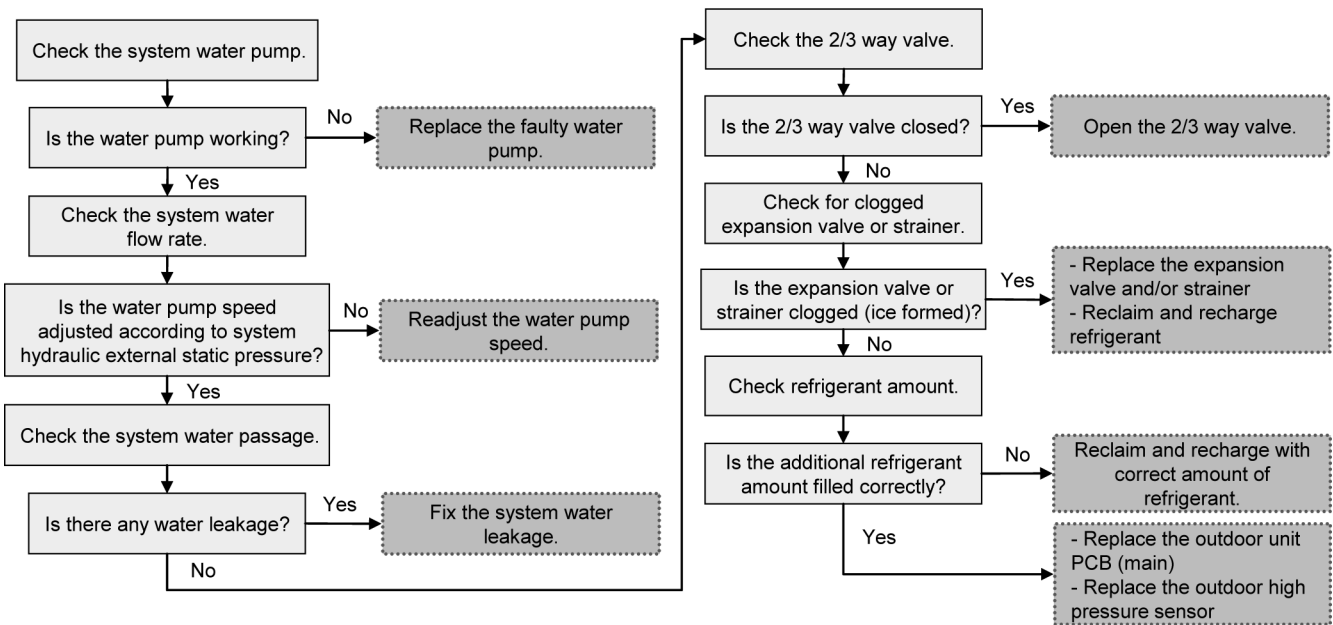 Check the system water pump.
Is the water pump working?
No
Replace the faulty water
pump.
Yes
Check the system water
flow rate.
Is the water pump speed
adjusted according to system
hydraulic external static pressure?
No
Readjust the water pump
speed.
Yes
Check the system water passage.
Is there any water leakage?
Yes
Fix the system water
leakage.
No
Check the 2/3 way valve.
Is the 2/3 way valve closed?
Yes
Open the 2/3 way valve.
No
Check for clogged
expansion valve or strainer.
Is the expansion valve or
strainer clogged (ice formed)?
Yes
- Replace the expansion
valve and/or strainer
- Reclaim and recharge
refrigerant
No
Check refrigerant amount.
Is the additional refrigerant
amount filled correctly?
No
Reclaim and recharge with
correct amount of
refrigerant.
Yes
- Replace the outdoor unit
PCB (main)
- Replace the outdoor high
pressure sensor